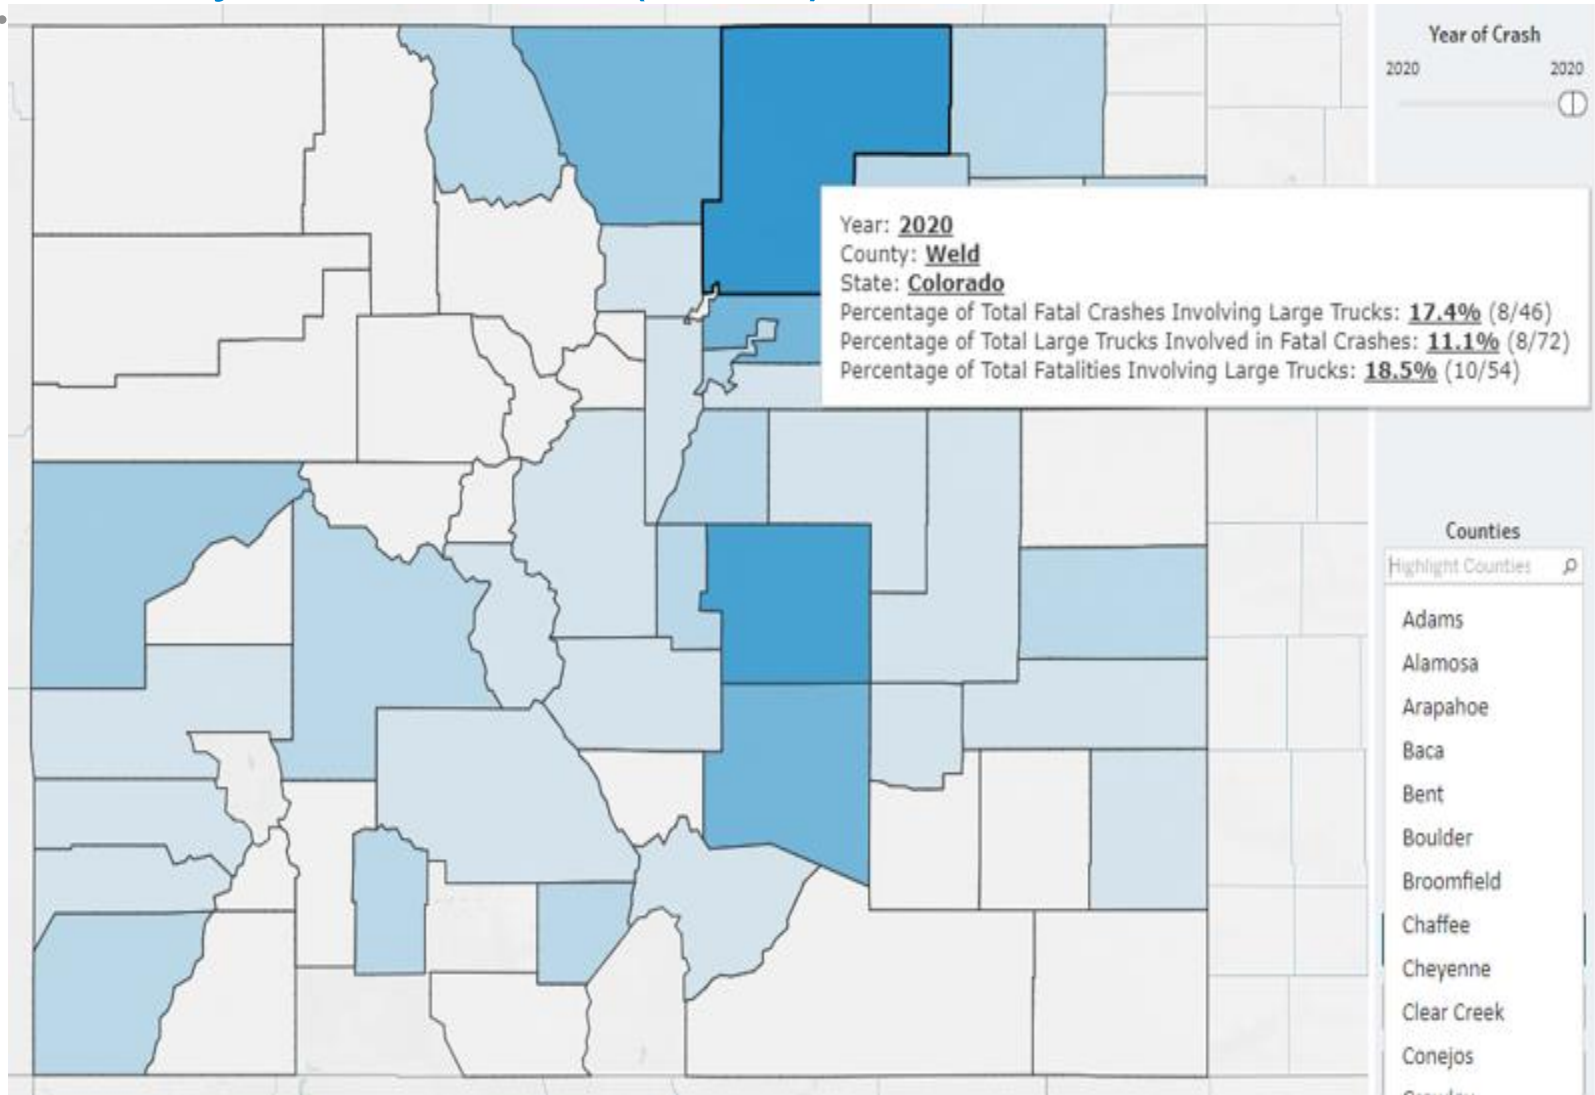 Year of Crash
2020 2020
Year: 2020
County: Weld
State: Colorado
Percentage of Total Fatal Crashes Involving Large Trucks: 17.4% (8/46)
Percentage of Total Large Trucks Involved in Fatal Crashes: 11.1% (8/72)
Percentage of Total Fatalities Involving Large Trucks: 18.5% (10/54)
Counties
Highlight Counties
Adams
Alamosa
Arapahoe
Baca
Bent
Boulder
Broomfield
Chaffee
Cheyenne
Clear Creek
Conejos